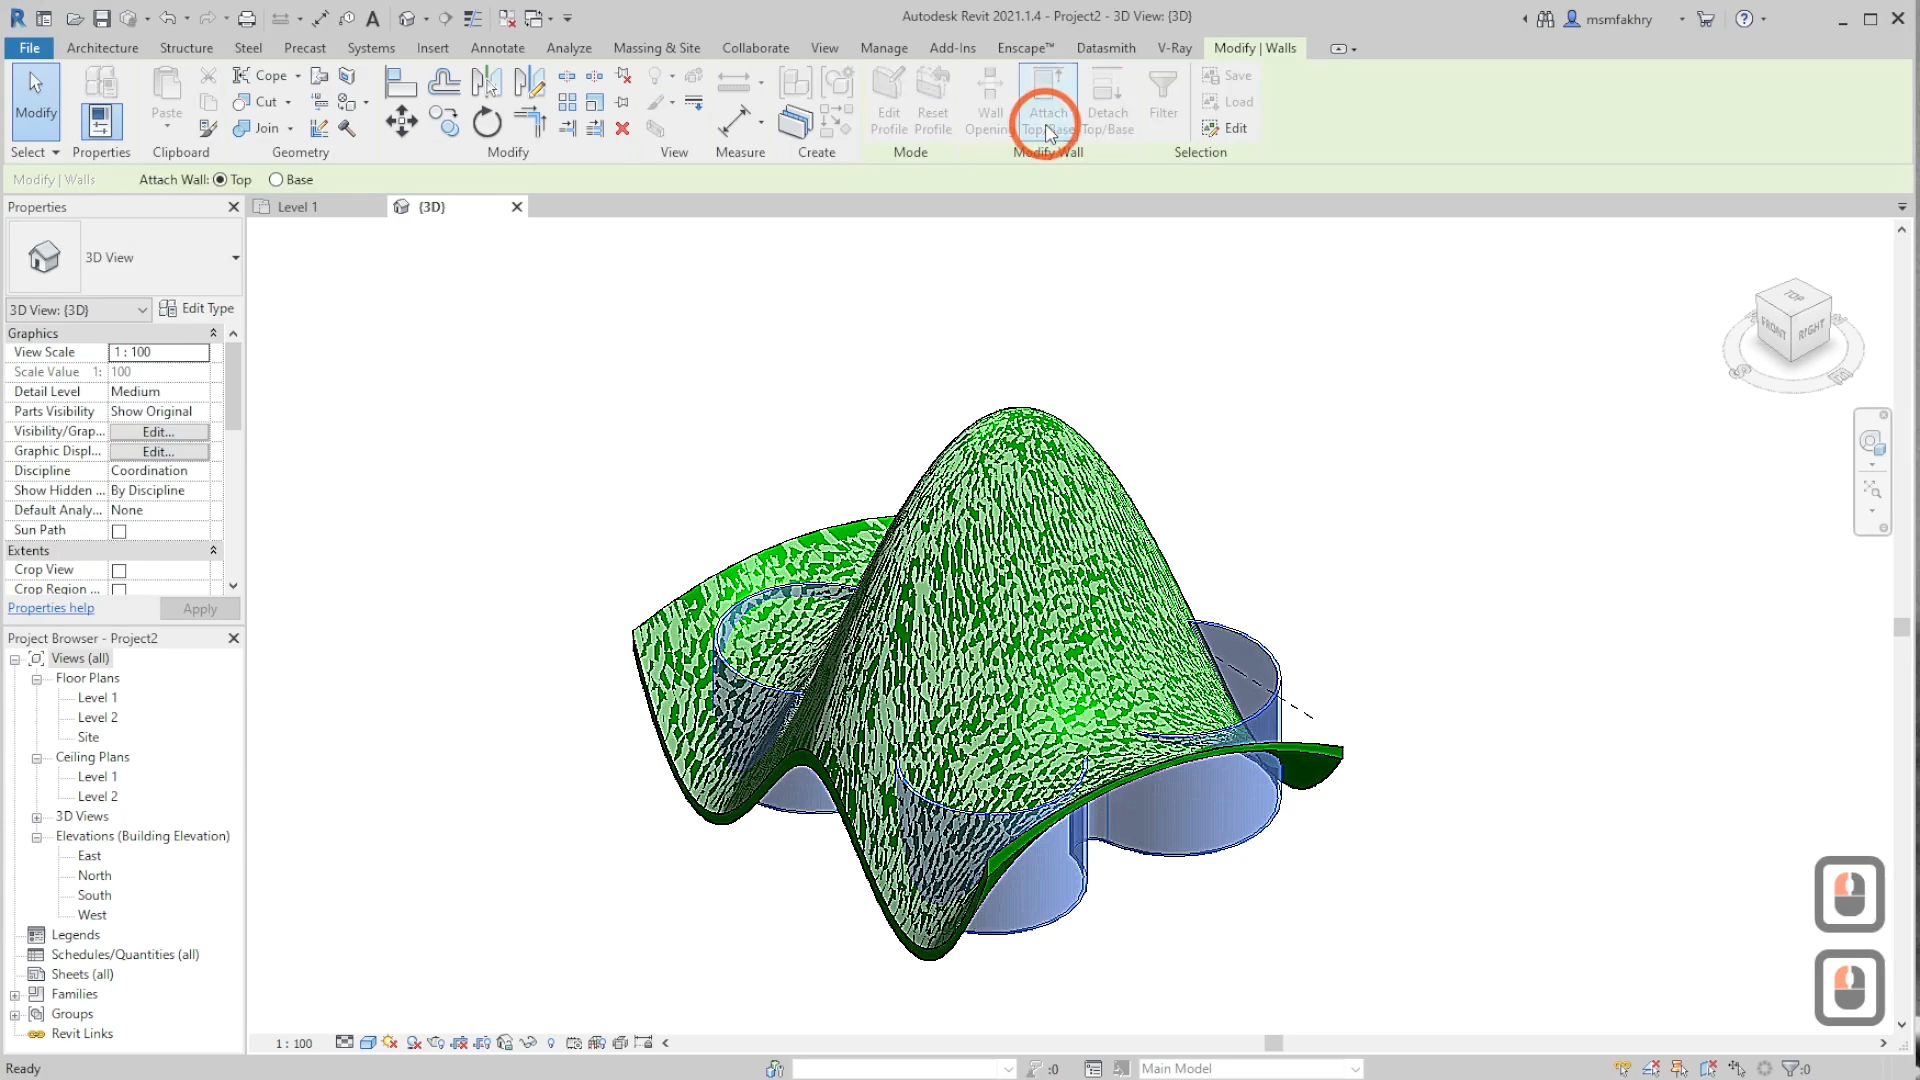 Autodesk Revit 2021.1.4 - Project2 - 3D View: {3D}
msmfakhry
File Architecture Structure Steel Precast Systems Insert Annotate Analyze Massing & Site Collaborate View Manage Add-Ins Enscape™ Datasmith V-Ray Modify | Walls
Modify
Paste
Cope
Cut
Join
Edit Profile
Reset Profile
Wall Opening
Attach Top/Base
Detach Top/Base
Filter
Save
Load
Edit
Select Properties Clipboard Geometry Modify View Measure Create Mode Modify Wall Selection
Modify | Walls Attach Wall: Top Base
Properties
Level 1
{3D}
3D View
3D View: {3D} Edit Type
Graphics
View Scale 1 : 100
Scale Value 1: 100
Detail Level Medium
Parts Visibility Show Original
Visibility/Grap... Edit...
Graphic Displ... Edit...
Discipline Coordination
Show Hidden ... By Discipline
Default Analy... None
Sun Path
Extents
Crop View
Crop Region ...
Properties help Apply
Project Browser - Project2
Views (all)
Floor Plans
Level 1
Level 2
Site
Ceiling Plans
Level 1
Level 2
3D Views
Elevations (Building Elevation)
East
North
South
West
Legends
Schedules/Quantities (all)
Sheets (all)
Families
Groups
Revit Links
TOP
FRONT
RIGHT
1 : 100
Ready
:0
Main Model
:0